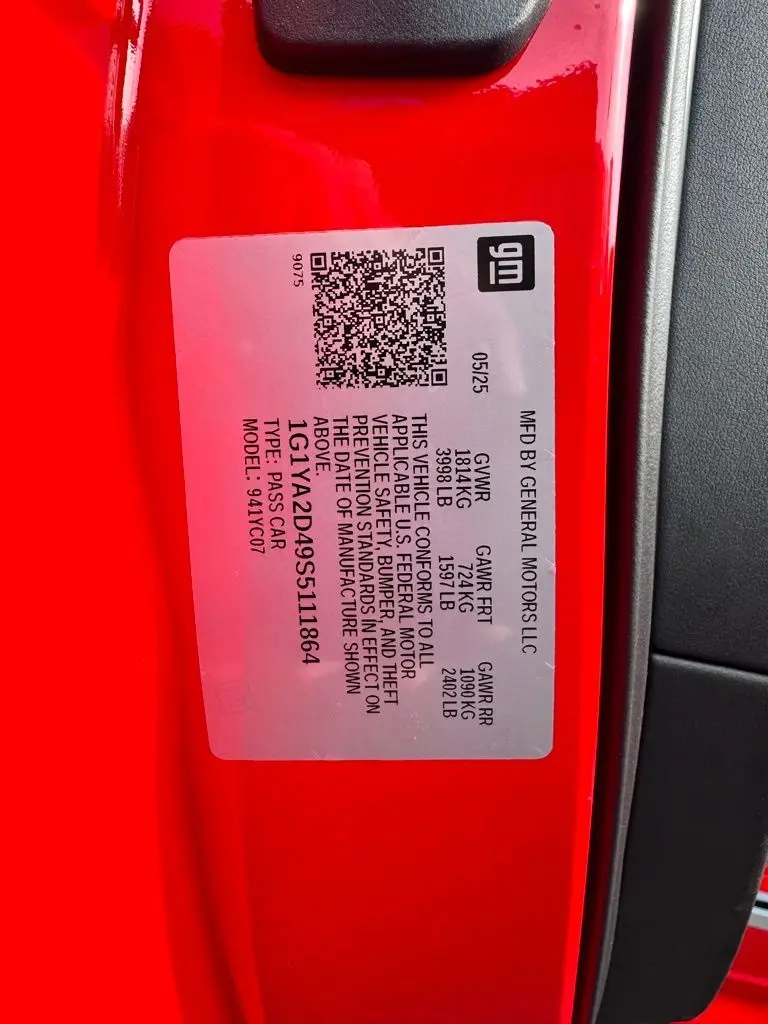 gm
MFD BY GENERAL MOTORS LLC
05/25
GVWR GAWR FRT GAWR RR
1814KG 724KG 1090KG
3998LB 1597LB 2402LB
THIS VEHICLE CONFORMS TO ALL
APPLICABLE U.S. FEDERAL MOTOR
VEHICLE SAFETY, BUMPER, AND THEFT
PREVENTION STANDARDS IN EFFECT ON
THE DATE OF MANUFACTURE SHOWN
ABOVE.
1G1YA2D49S5111864
TYPE: PASS CAR
MODEL: 941YC07
9075